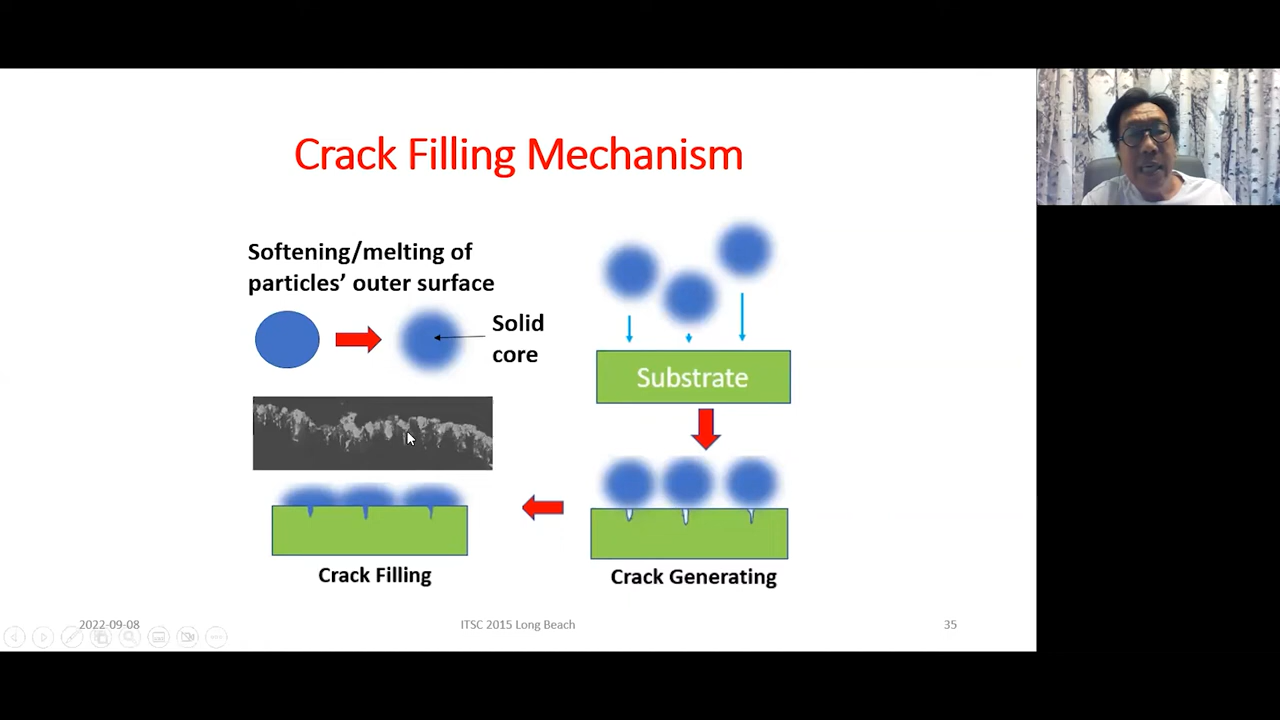 Crack Filling Mechanism
Softening/melting of
particles’ outer surface
Solid
core
Substrate
Crack Filling
Crack Generating
2022-09-08
ITSC 2015 Long Beach
35